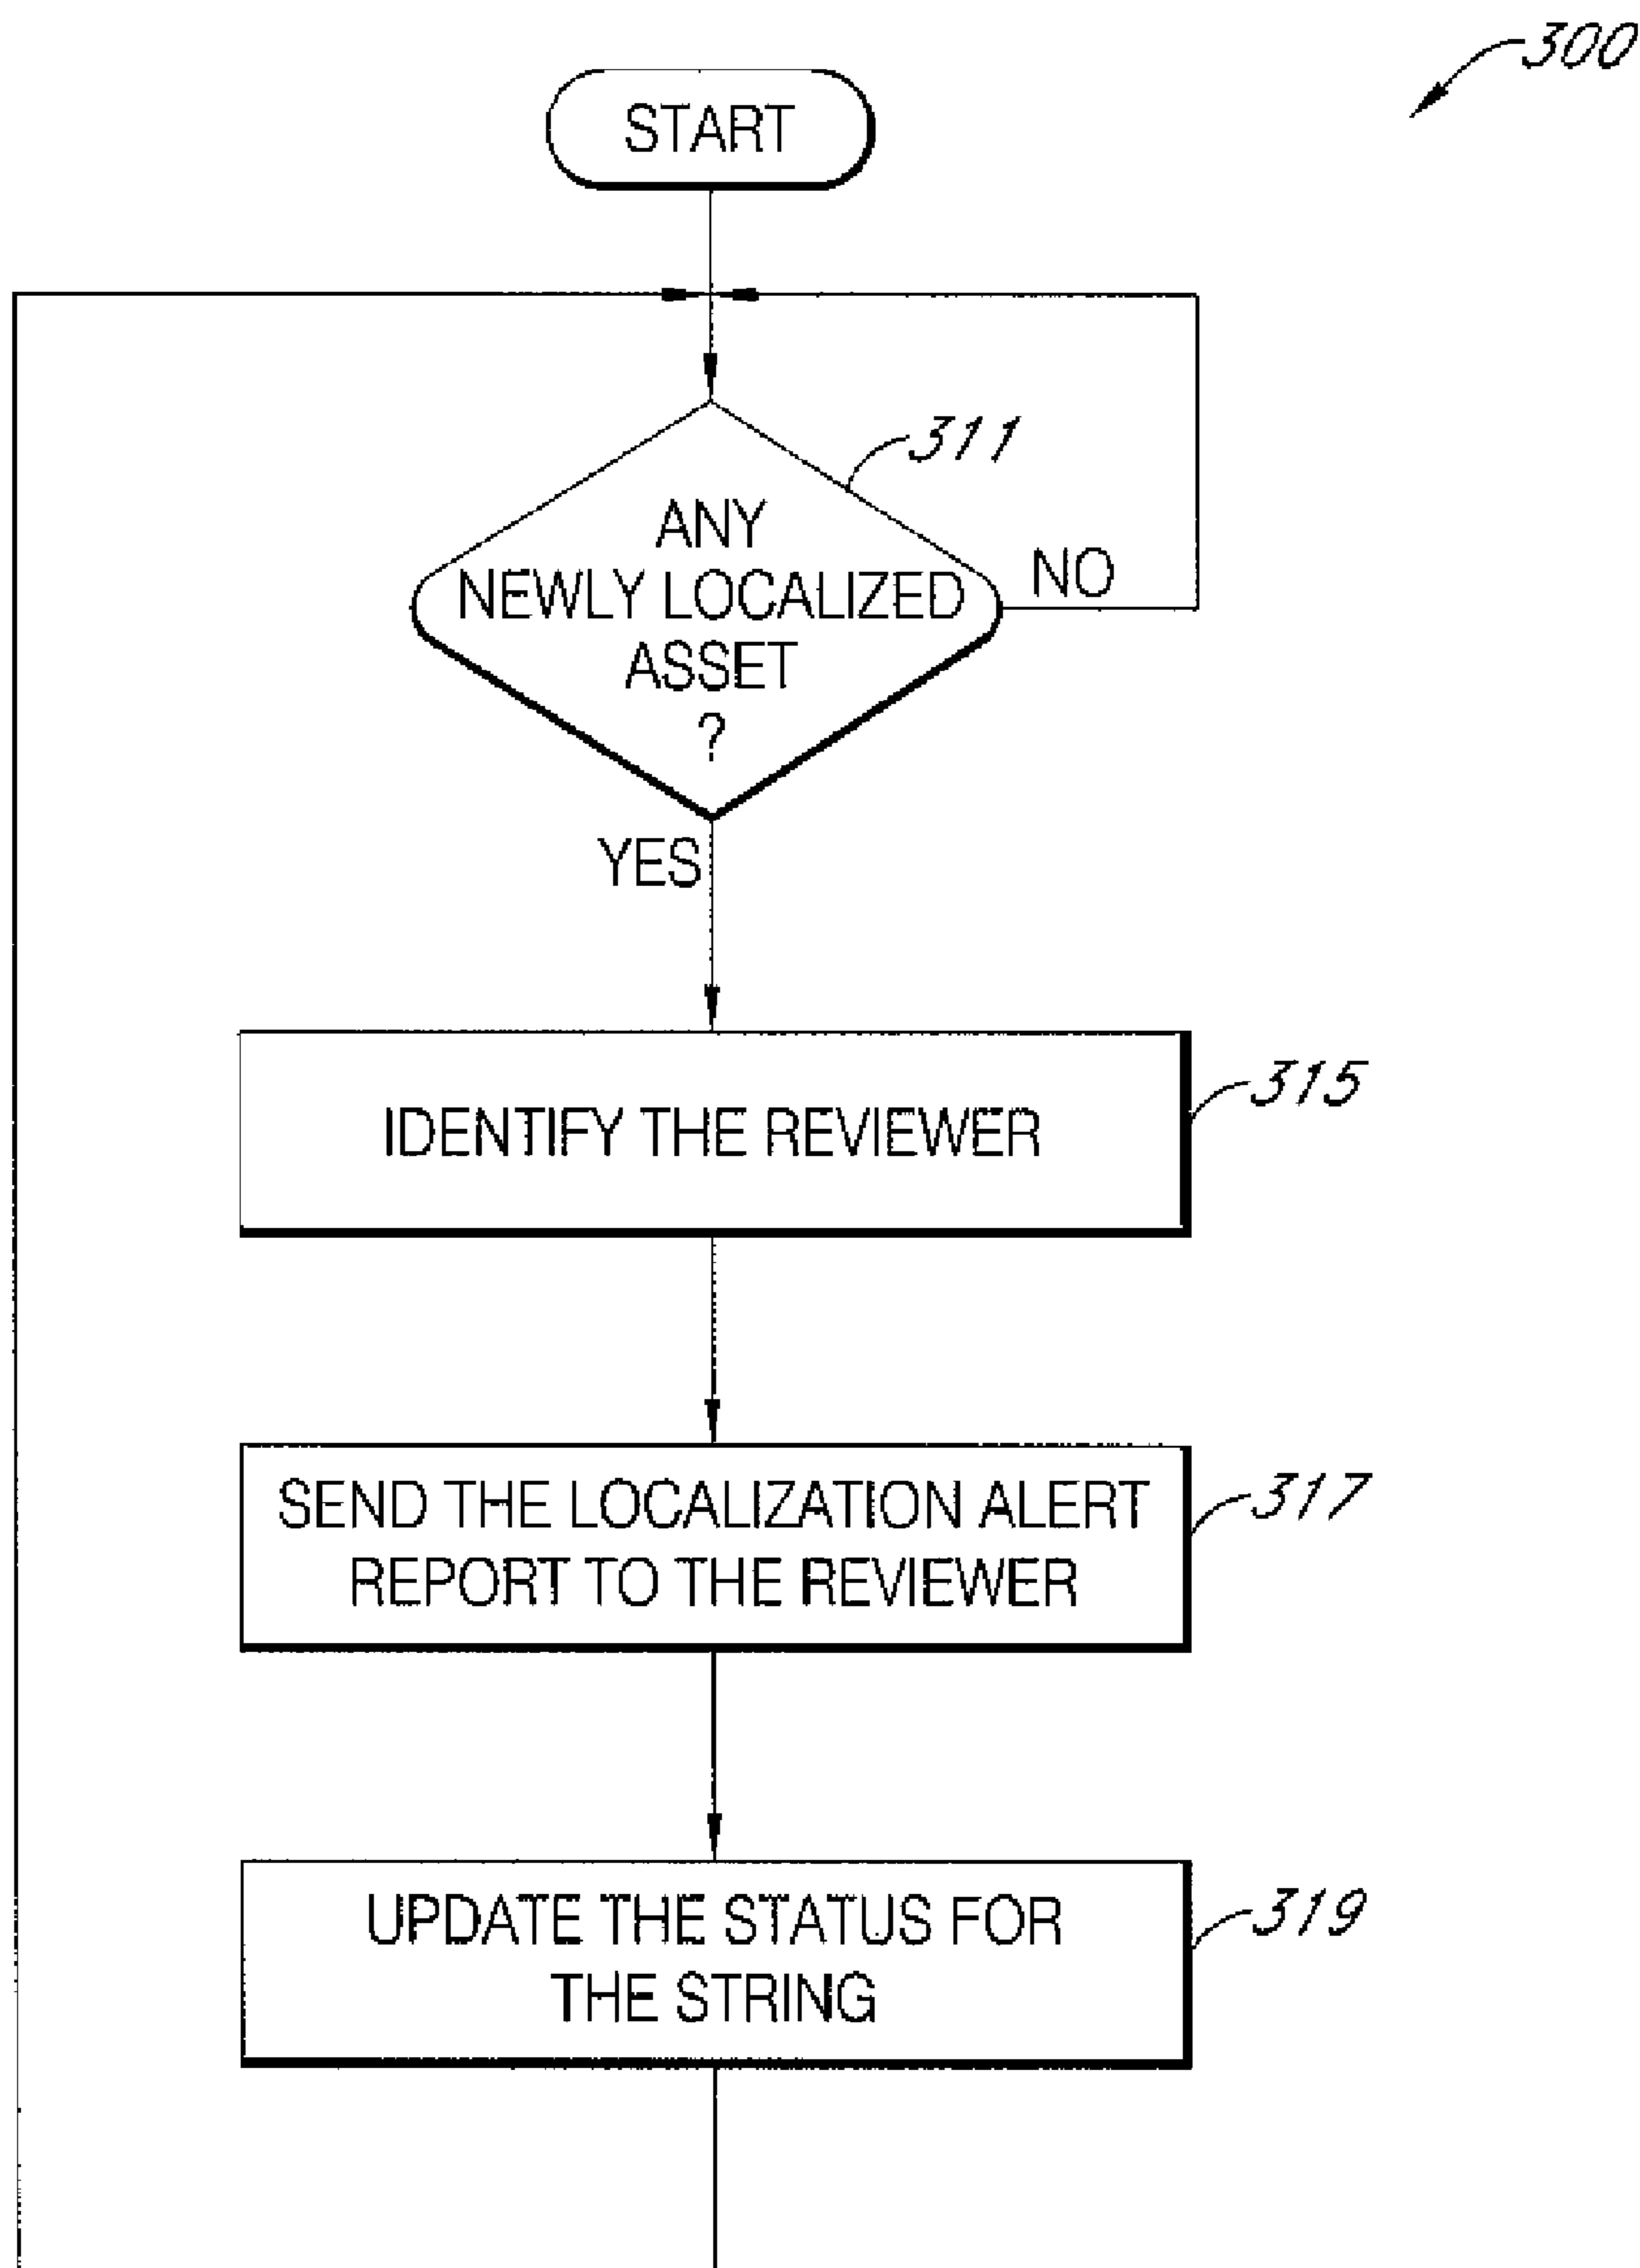 300
START
311
ANY
NEWLY LOCALIZED
ASSET
?
NO
YES
315
IDENTIFY THE REVIEWER
317
SEND THE LOCALIZATION ALERT
REPORT TO THE REVIEWER
319
UPDATE THE STATUS FOR
THE STRING